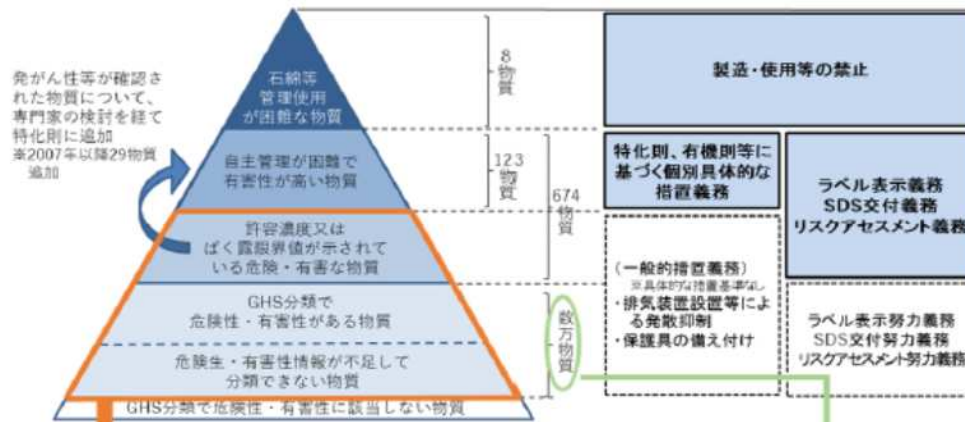 発がん性等が確認され
た物質について、
専門家の検討を経て
特化則に追加
※2007年以降29物質
追加
石綿等
管理使用
が困難な物質
自主管理が困難で
有害性が高い物質
許容濃度又は
ばく露限界値が示されて
いる危険・有害な物質
GHS分類で
危険性・有害性がある物質
危険生・有害性情報が不足して
分類できない物質
GHS分類で危険性・有害性に該当しない物質
8物質
123物質
674物質
数万物質
製造・使用等の禁止
特化則、有機則等に
基づく個別具体的な
措置義務
(一般的措置義務)
※具体的な措置基準なし
・排気装置設置等によ
る発散抑制
・保護具の備え付け
ラベル表示義務
SDS交付義務
リスクアセスメント義務
ラベル表示努力義務
SDS交付努力義務
リスクアセスメント努力義務